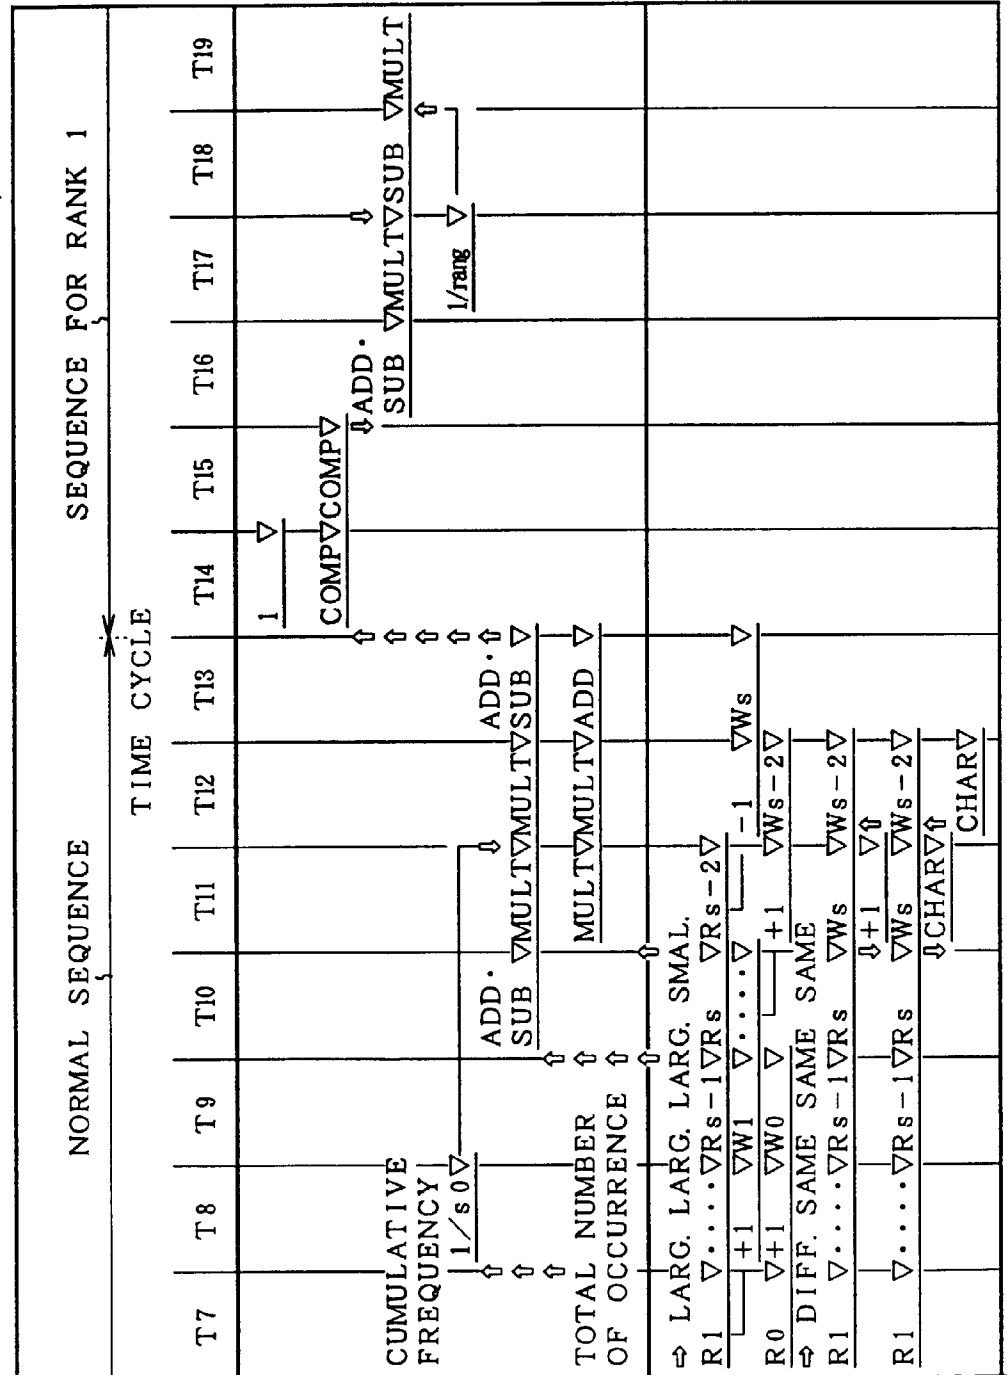 NORMAL SEQUENCE SEQUENCE FOR RANK 1
TIME CYCLE
T7 T8 T9 T10 T11 T12 T13 T14 T15 T16 T17 T18 T19
1▽
COMP▽COMP▽
⇩ADD· ⇩
CUMULATIVE SUB ▽MULT▽SUB ▽MULT
FREQUENCY 1/rang ▽
1/s0▽
ADD· ADD·
SUB ▽MULT▽MULT▽SUB ▽
TOTAL NUMBER MULT▽MULT▽ADD ▽
OF OCCURRENCE
⇨ LARG. LARG. LARG. LARG. SMAL.
R1 ▽·····▽Rs-1▽Rs ▽Rs-2▽
+1 ▽W1 ▽·····▽ -1 ▽Ws ▽
R0 ▽+1 ▽W0 ▽ +1 ▽Ws-2▽
⇨ DIFF. SAME SAME SAME SAME
R1 ▽·····▽Rs-1▽Rs ▽Ws ▽Ws-2▽
⇩+1 ▽⇧
R1 ▽·····▽Rs-1▽Rs ▽Ws ▽Ws-2▽
⇩CHAR▽⇧
CHAR▽